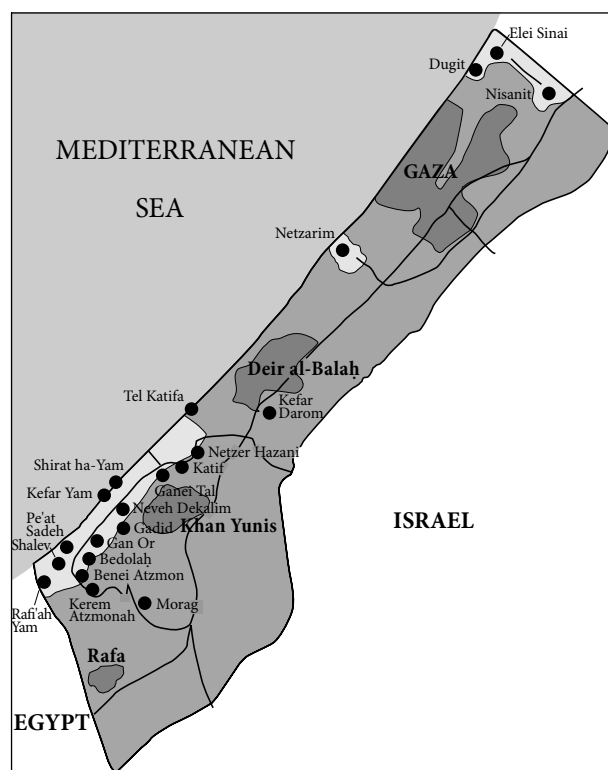 Elei Sinai
Dugit
Nisanit
MEDITERRANEAN
SEA
GAZA
Netzarim
Deir al-Balaḥ
Tel Katifa
Kefar
Darom
Netzer Hazani
Shirat ha-Yam
Katif
Kefar Yam
Ganei Tal
Neveh Dekalim
Pe'at
Sadeh
Gadid
Khan Yunis
ISRAEL
Shalev
Gan Or
Bedolaḥ
Benei Atzmon
Rafi'ah
Yam
Kerem
Atzmonah
Morag
Rafa
EGYPT